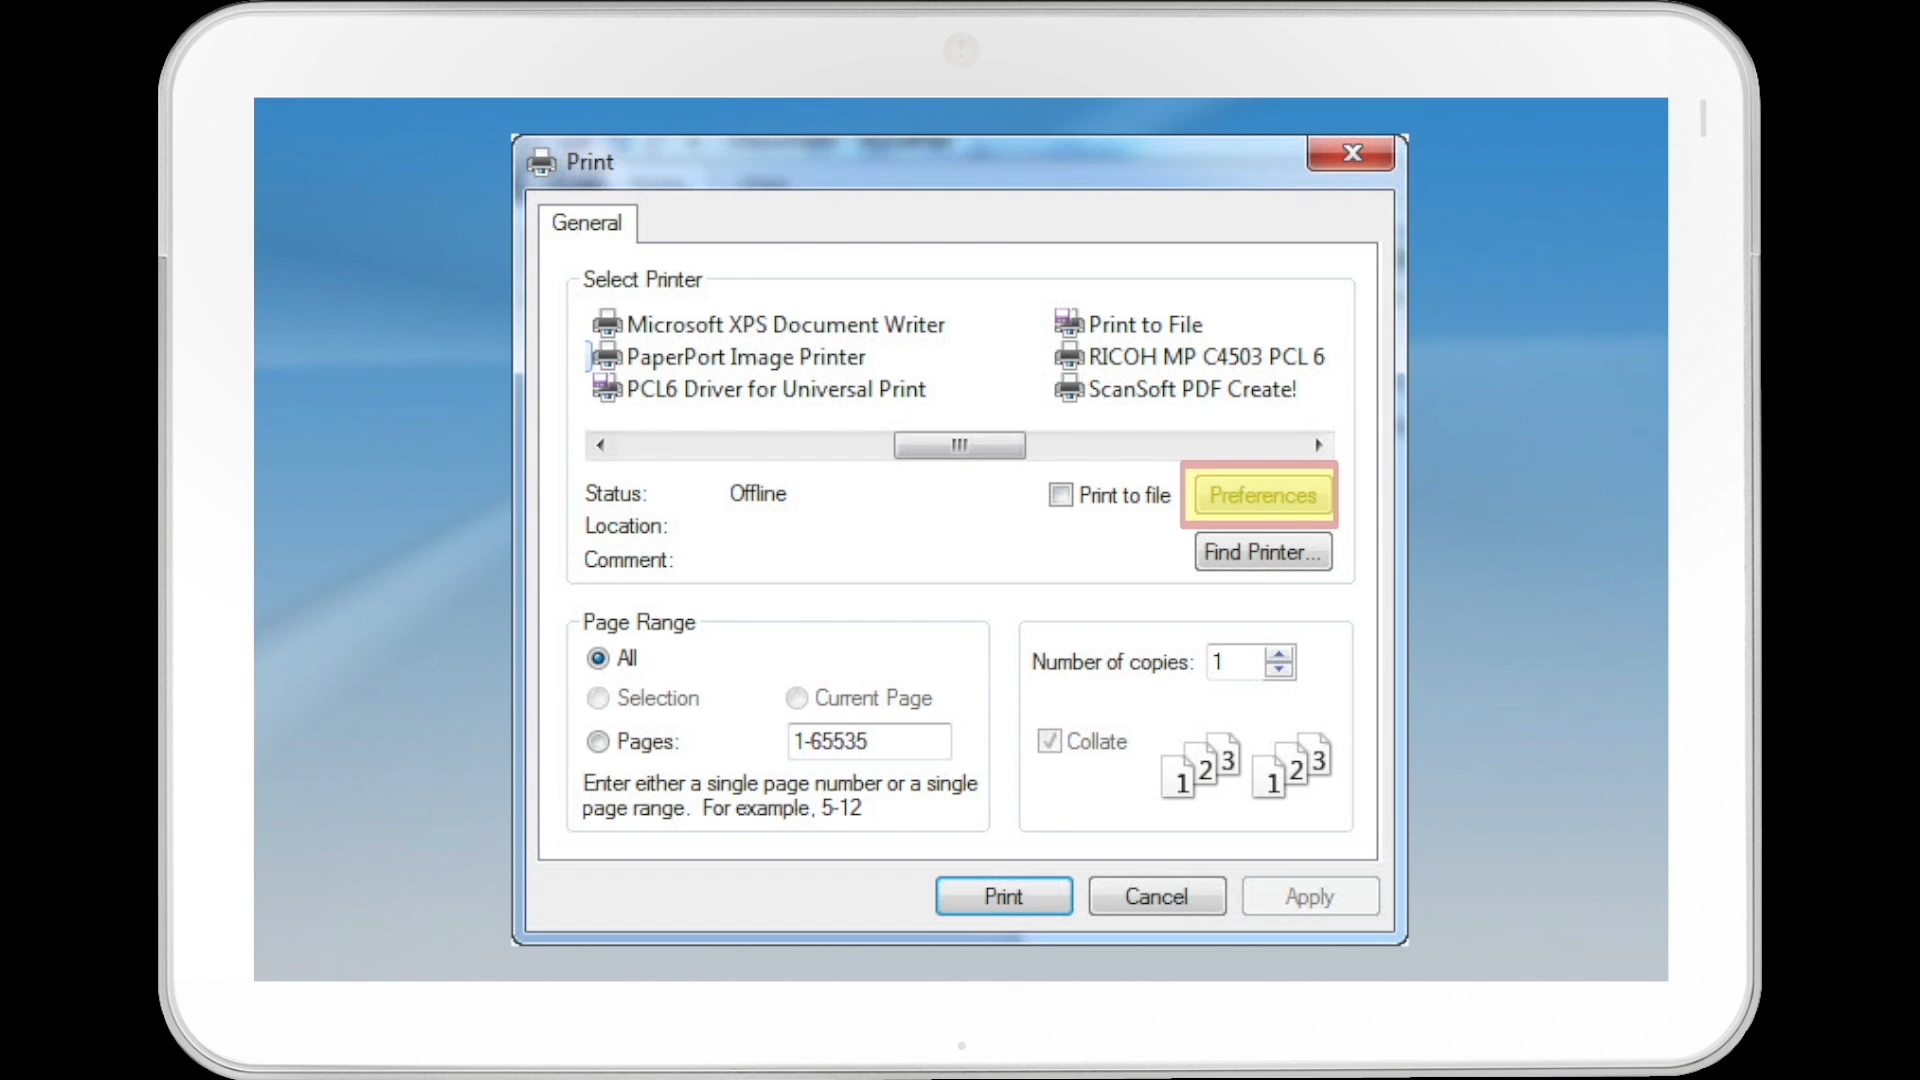 Print
General
Select Printer
Microsoft XPS Document Writer
Print to File
PaperPort Image Printer
RICOH MP C4503 PCL 6
PCL6 Driver for Universal Print
ScanSoft PDF Create!
Status: Offline
Print to file
Preferences
Location:
Comment:
Find Printer...
Page Range
All
Selection
Current Page
Pages:
1-65535
Enter either a single page number or a single
page range. For example, 5-12
Number of copies: 1
Collate
1 2 3 1 2 3
Print
Cancel
Apply